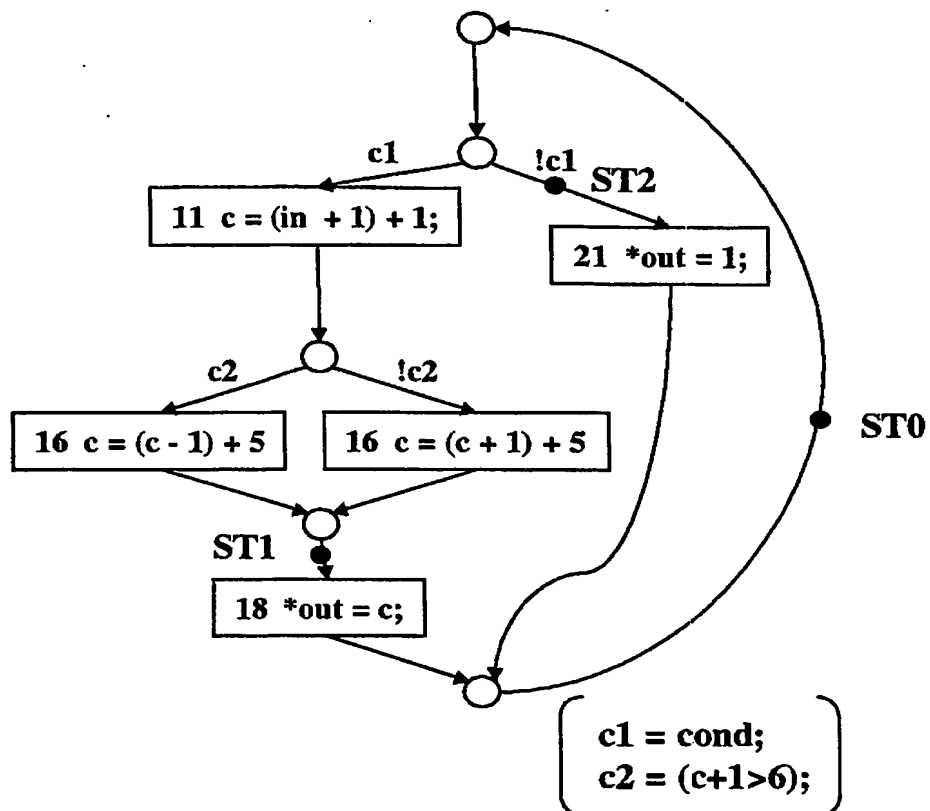 c1
!c1
ST2
11 c = (in + 1) + 1;
21 *out = 1;
c2
!c2
16 c = (c - 1) + 5
16 c = (c + 1) + 5
ST0
ST1
18 *out = c;
c1 = cond;
c2 = (c+1>6);